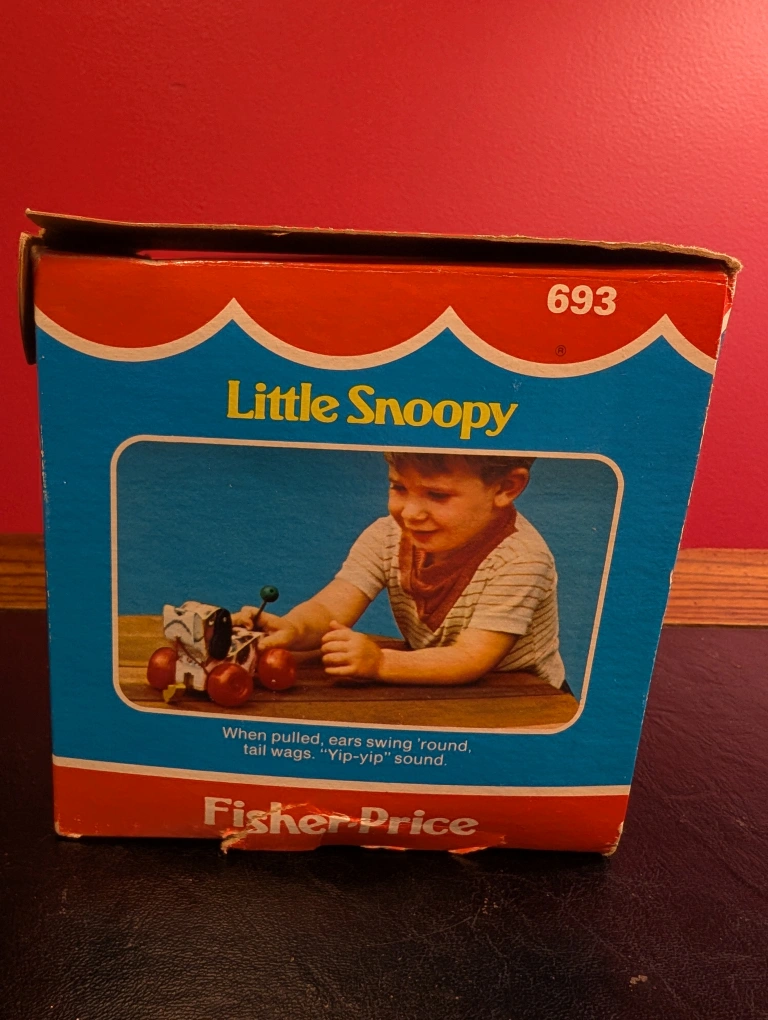 693
®
Little Snoopy
When pulled, ears swing 'round,
tail wags. "Yip-yip" sound.
Fisher-Price